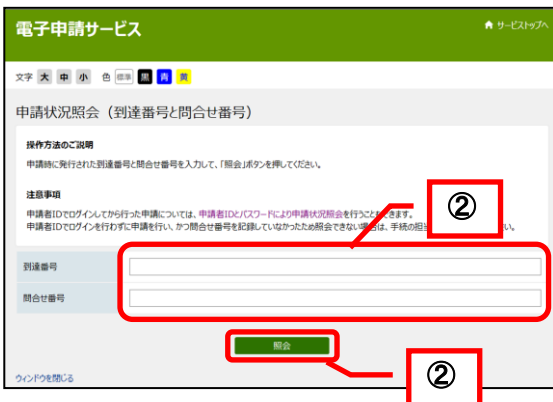 電子申請サービス
サービストップへ
文字 大 中 小 色 標準 黒 青 黄
申請状況照会（到達番号と問合せ番号）
操作方法のご説明
申請時に発行された到達番号と問合せ番号を入力して、「照会」ボタンを押してください。
注意事項
申請者IDでログインしてから行った申請については、申請者IDとパスワードにより申請状況照会を行うこともできます。
申請者IDでログインを行わずに申請を行い、かつ問合せ番号を記録していなかったため照会できない場合は、手続の担当 い。
②
到達番号
問合せ番号
照会
②
ウィンドウを閉じる